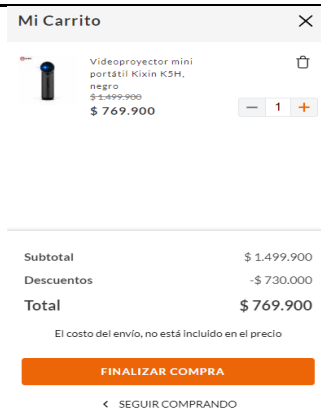 Mi Carrito
Videoproyector mini
portátil Kixin K5H,
negro
$ 1.499.900
$ 769.900
1
Subtotal $ 1.499.900
Descuentos -$ 730.000
Total $ 769.900
El costo del envío, no está incluido en el precio
FINALIZAR COMPRA
SEGUIR COMPRANDO